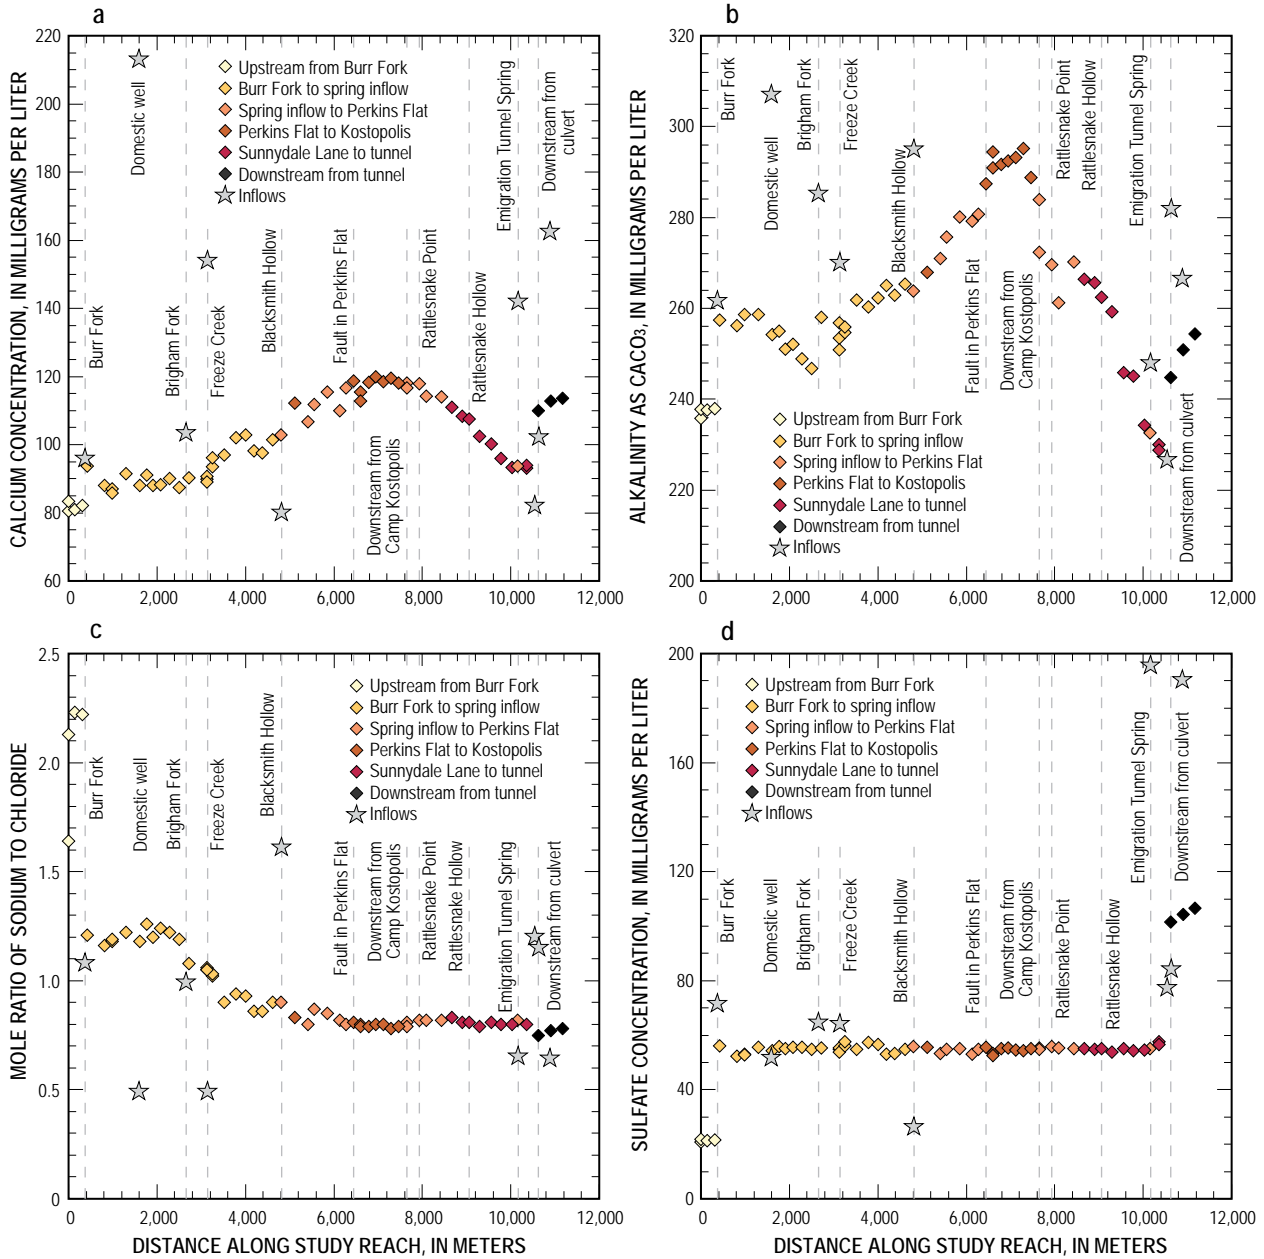 a
CALCIUM CONCENTRATION, IN MILLIGRAMS PER LITER
220
200
180
160
140
120
100
80
60
0
2,000
4,000
6,000
8,000
10,000
12,000
Upstream from Burr Fork
Burr Fork to spring inflow
Spring inflow to Perkins Flat
Perkins Flat to Kostopolis
Sunnydale Lane to tunnel
Downstream from tunnel
Inflows
Burr Fork
Domestic well
Brigham Fork
Freeze Creek
Blacksmith Hollow
Fault in Perkins Flat
Downstream from
Camp Kostopolis
Rattlesnake Point
Rattlesnake Hollow
Emigration Tunnel Spring
Downstream from
culvert
b
ALKALINITY AS CACO3, IN MILLIGRAMS PER LITER
320
300
280
260
240
220
200
0
2,000
4,000
6,000
8,000
10,000
12,000
Burr Fork
Domestic well
Brigham Fork
Freeze Creek
Blacksmith Hollow
Fault in Perkins Flat
Downstream from
Camp Kostopolis
Rattlesnake Point
Rattlesnake Hollow
Emigration Tunnel Spring
Downstream from culvert
Upstream from Burr Fork
Burr Fork to spring inflow
Spring inflow to Perkins Flat
Perkins Flat to Kostopolis
Sunnydale Lane to tunnel
Downstream from tunnel
Inflows
c
MOLE RATIO OF SODIUM TO CHLORIDE
2.5
2.0
1.5
1.0
0.5
0
0
2,000
4,000
6,000
8,000
10,000
12,000
DISTANCE ALONG STUDY REACH, IN METERS
Upstream from Burr Fork
Burr Fork to spring inflow
Spring inflow to Perkins Flat
Perkins Flat to Kostopolis
Sunnydale Lane to tunnel
Downstream from tunnel
Inflows
Burr Fork
Domestic well
Brigham Fork
Freeze Creek
Blacksmith Hollow
Fault in Perkins Flat
Downstream from
Camp Kostopolis
Rattlesnake Point
Rattlesnake Hollow
Emigration Tunnel Spring
Downstream from culvert
d
SULFATE CONCENTRATION, IN MILLIGRAMS PER LITER
200
160
120
80
40
0
0
2,000
4,000
6,000
8,000
10,000
12,000
DISTANCE ALONG STUDY REACH, IN METERS
Upstream from Burr Fork
Burr Fork to spring inflow
Spring inflow to Perkins Flat
Perkins Flat to Kostopolis
Sunnydale Lane to tunnel
Downstream from tunnel
Inflows
Burr Fork
Domestic well
Brigham Fork
Freeze Creek
Blacksmith Hollow
Fault in Perkins Flat
Downstream from
Camp Kostopolis
Rattlesnake Point
Rattlesnake Hollow
Emigration Tunnel Spring
Downstream from culvert